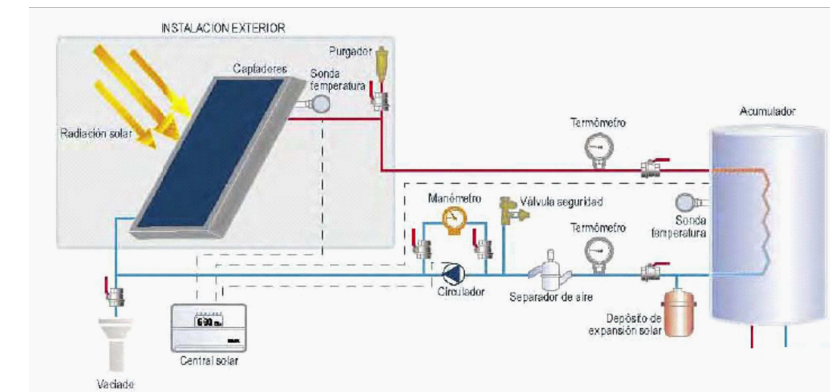 INSTALACION EXTERIOR
Purgador
Captadores
Sonda
temperatura
Radiación solar
Termómetro
Acumulador
Manómetro
Válvula seguridad
Sonda
temperatura
Termómetro
Circulador
Separador de aire
Depósito de
expansión solar
Central solar
Vaciado